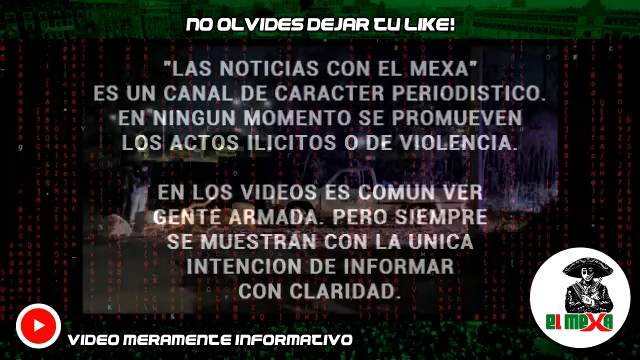 NO OLVIDES DEJAR TU LIKE!
"LAS NOTICIAS CON EL MEXA"
ES UN CANAL DE CARACTER PERIODISTICO.
EN NINGUN MOMENTO SE PROMUEVEN
LOS ACTOS ILICITOS O DE VIOLENCIA.
EN LOS VIDEOS ES COMUN VER
GENTE ARMADA. PERO SIEMPRE
SE MUESTRAN CON LA UNICA
INTENCION DE INFORMAR
CON CLARIDAD.
EL MEXA
VIDEO MERAMENTE INFORMATIVO